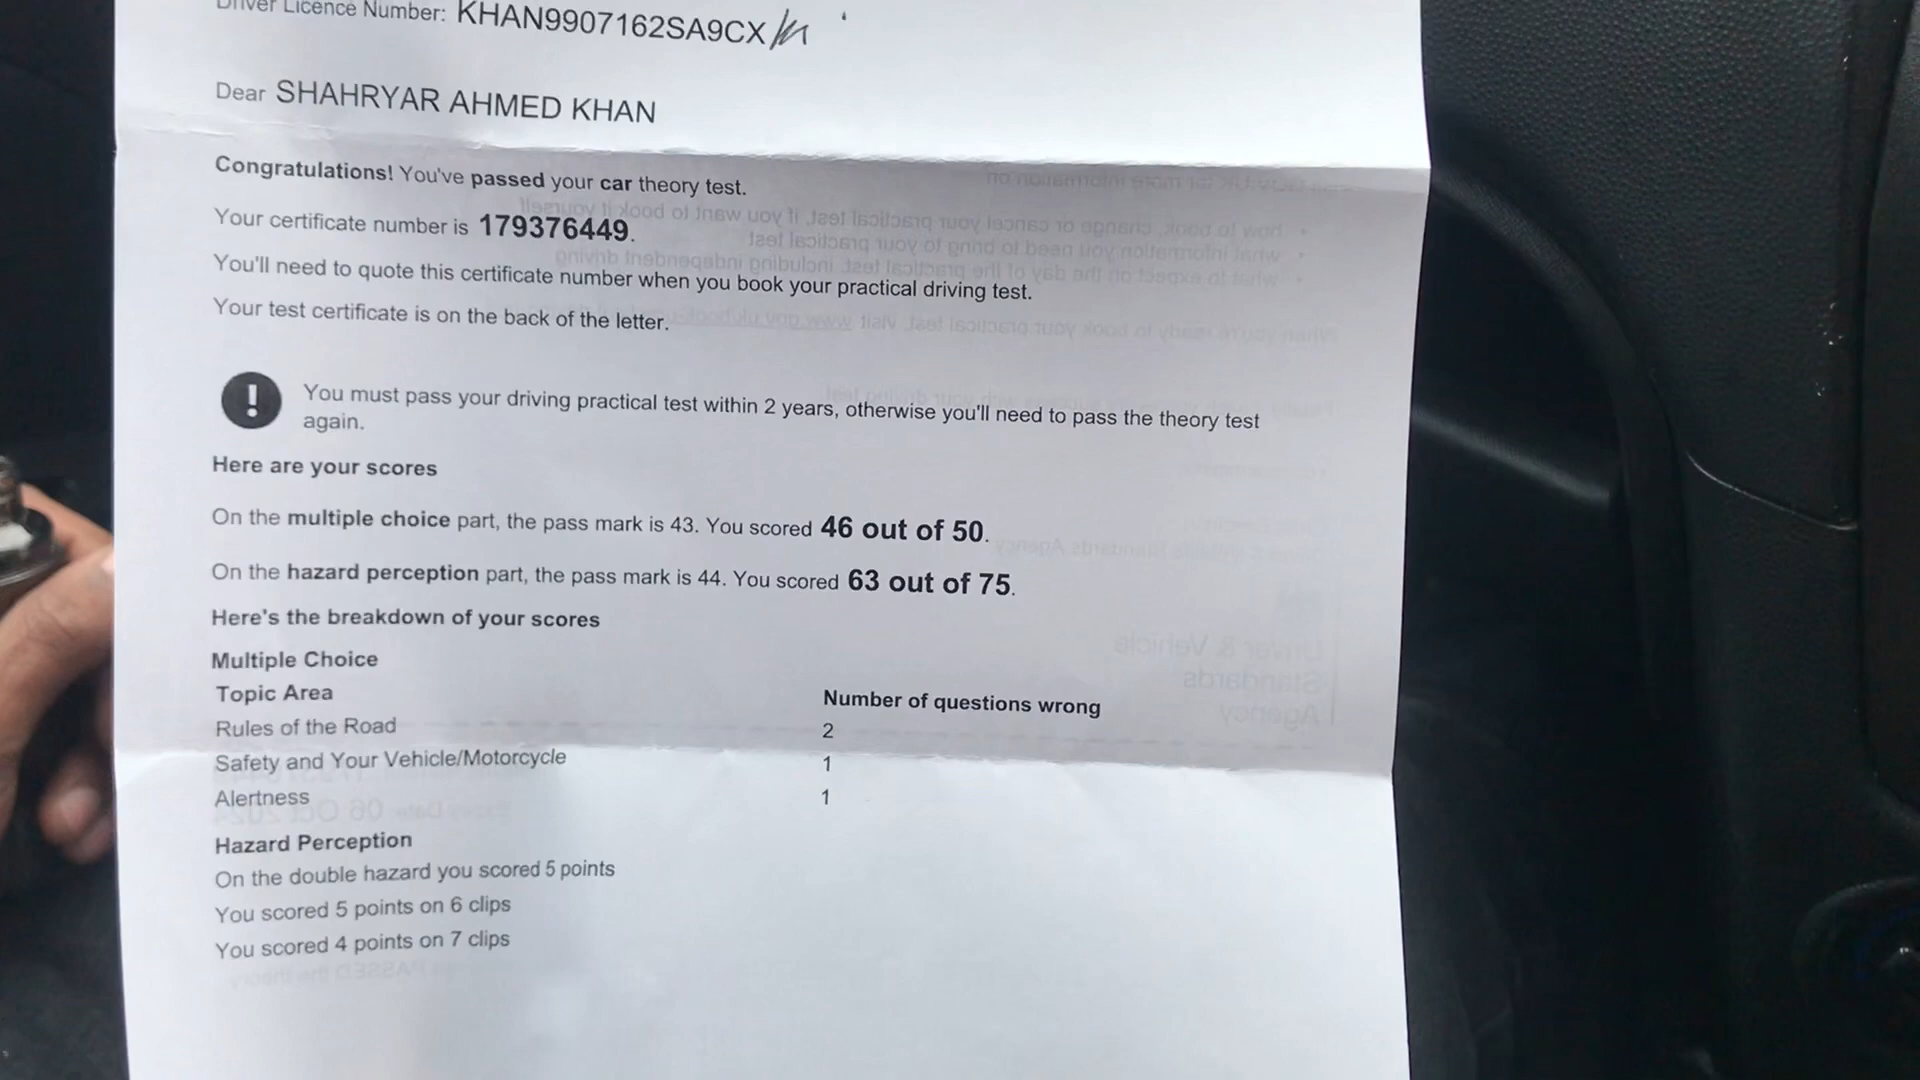 Driver Licence Number: KHAN9907162SA9CX
Dear SHAHRYAR AHMED KHAN
Congratulations! You've passed your car theory test.
Your certificate number is 179376449.
You'll need to quote this certificate number when you book your practical driving test.
Your test certificate is on the back of the letter.
! You must pass your driving practical test within 2 years, otherwise you'll need to pass the theory test
again.
Here are your scores
On the multiple choice part, the pass mark is 43. You scored 46 out of 50.
On the hazard perception part, the pass mark is 44. You scored 63 out of 75.
Here's the breakdown of your scores
Multiple Choice
Topic Area Number of questions wrong
Rules of the Road 2
Safety and Your Vehicle/Motorcycle 1
Alertness 1
Hazard Perception
On the double hazard you scored 5 points
You scored 5 points on 6 clips
You scored 4 points on 7 clips